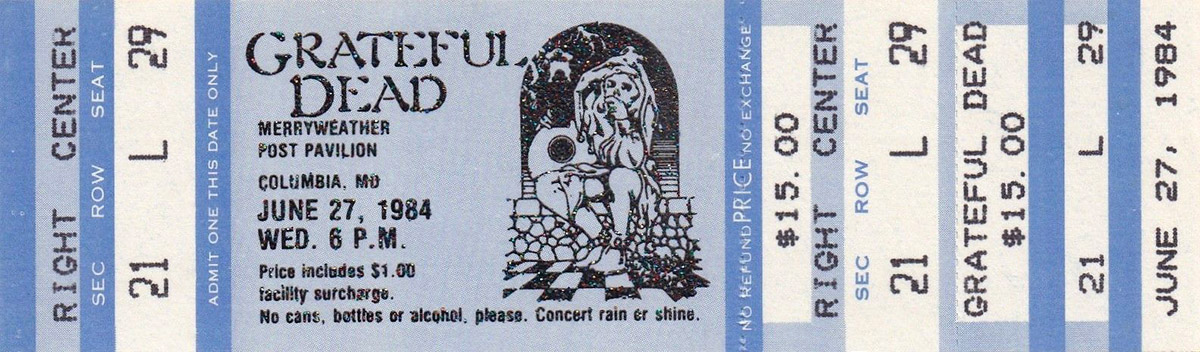 RIGHT CENTER
SEC ROW SEAT
21 L 29
ADMIT ONE THIS DATE ONLY
GRATEFUL
DEAD
MERRYWEATHER
POST PAVILION
COLUMBIA, MD
JUNE 27, 1984
WED. 6 P.M.
Price includes $1.00
facility surcharge.
No cans, bottles or alcohol, please. Concert rain or shine.
NO REFUND PRICE NO EXCHANGE
$15.00
RIGHT CENTER
SEC ROW SEAT
21 L 29
GRATEFUL DEAD
$15.00
21 L 29
JUNE 27, 1984